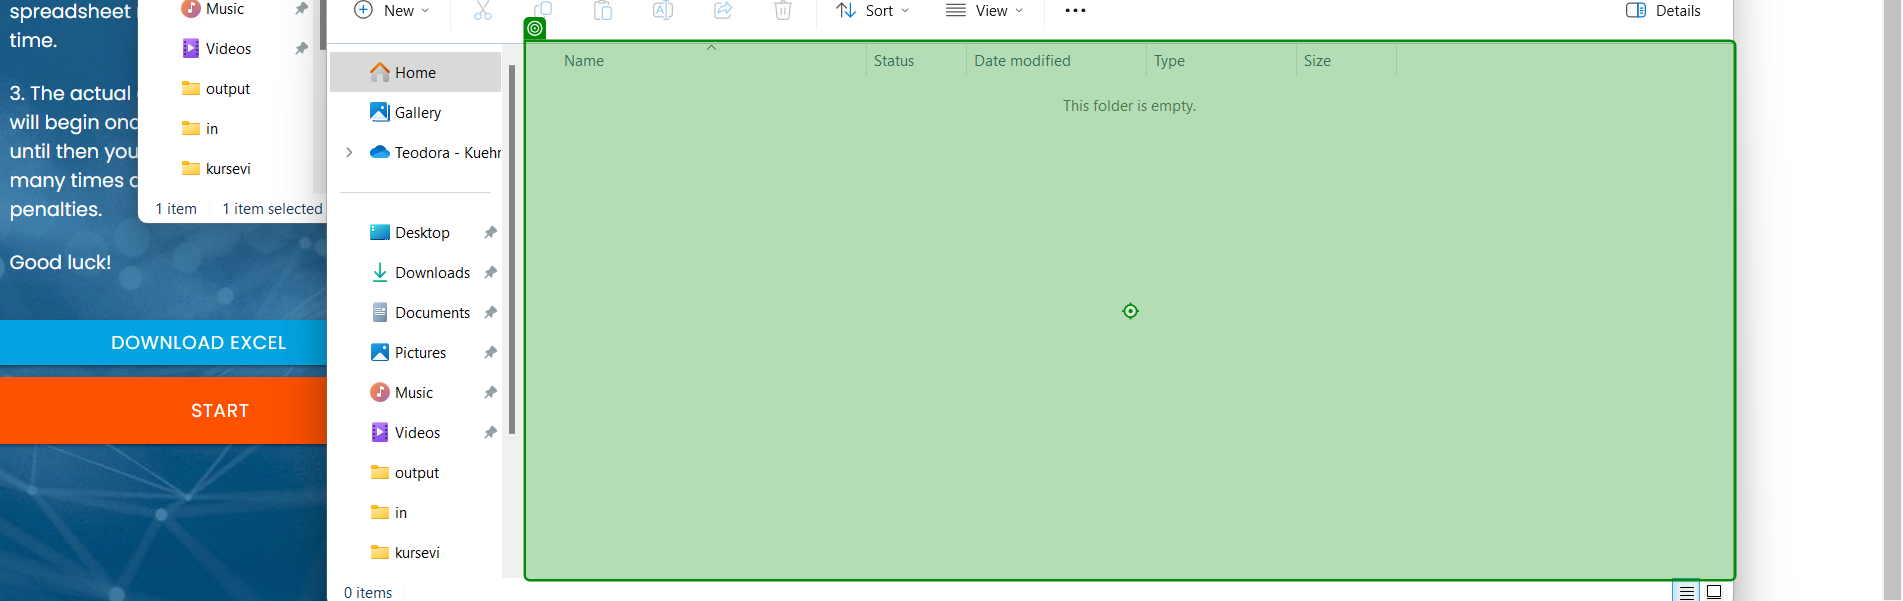 spreadsheet
time.
3. The actual
will begin
until then you
many times
penalties.
Good luck!
DOWNLOAD EXCEL
START
Music
Videos
output
in
kursevi
1 item 1 item selected
New Sort View Details
Home
Gallery
Teodora - Kueh
Desktop
Downloads
Documents
Pictures
Music
Videos
output
in
kursevi
0 items
Name Status Date modified Type Size
This folder is empty.